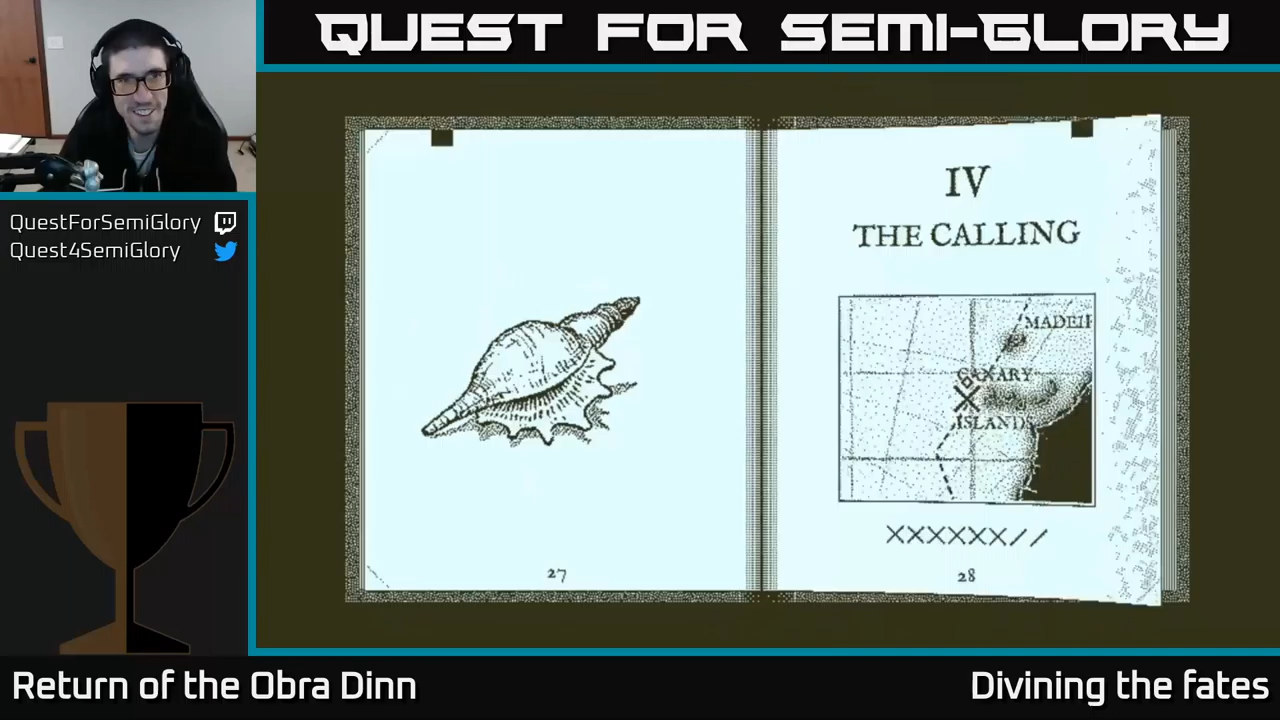 QUEST FOR SEMI-GLORY
QuestForSemiGlory
Quest4SemiGlory
IV
THE CALLING
MADEIR
CANARY
ISLANDS
XXXXXX//
27
28
Return of the Obra Dinn
Divining the fates